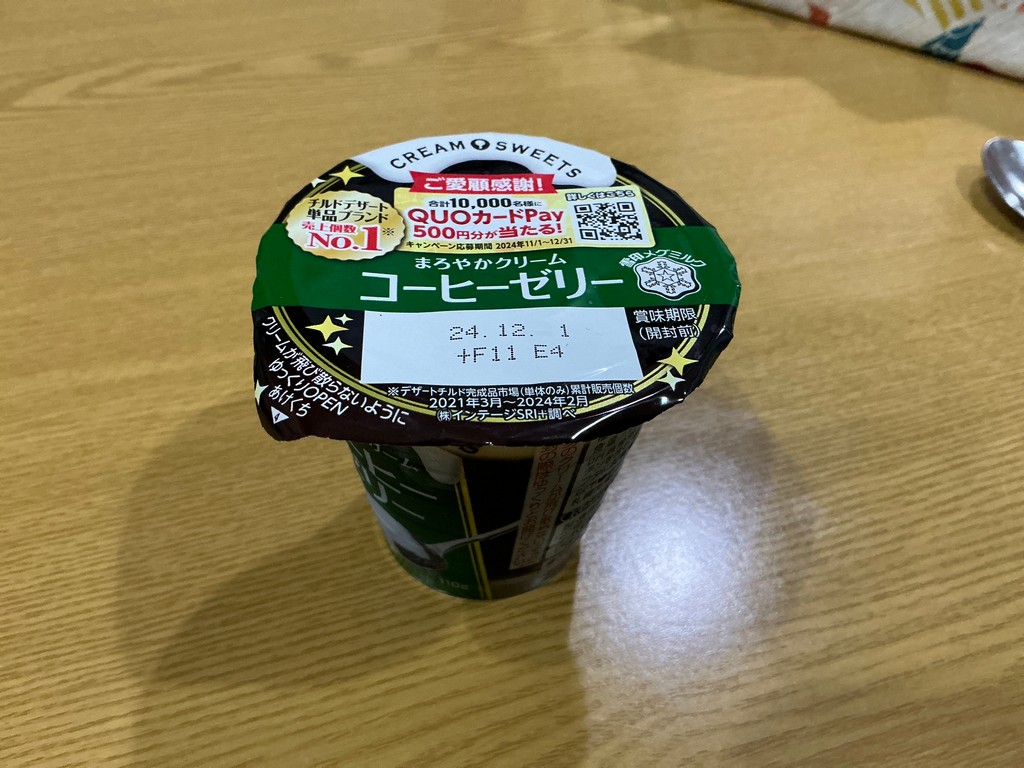 CREAM SWEETS
ご愛顧感謝!
チルドデザート
単品ブランド
売上個数※
No.1
合計10,000名様に
QUOカードPay
500円分が当たる!
キャンペーン応募期間 2024年11/1~12/31
詳しくはこちら
まろやかクリーム
コーヒーゼリー
雪印メグミルク
24.12. 1
+F11 E4
賞味期限
(開封前)
※デザートチルド完成品市場(単体のみ)累計販売個数
2021年3月~2024年2月
(株)インテージSRI+調べ
クリームが飛び散らないように
ゆっくりOPEN
あけくち
110g